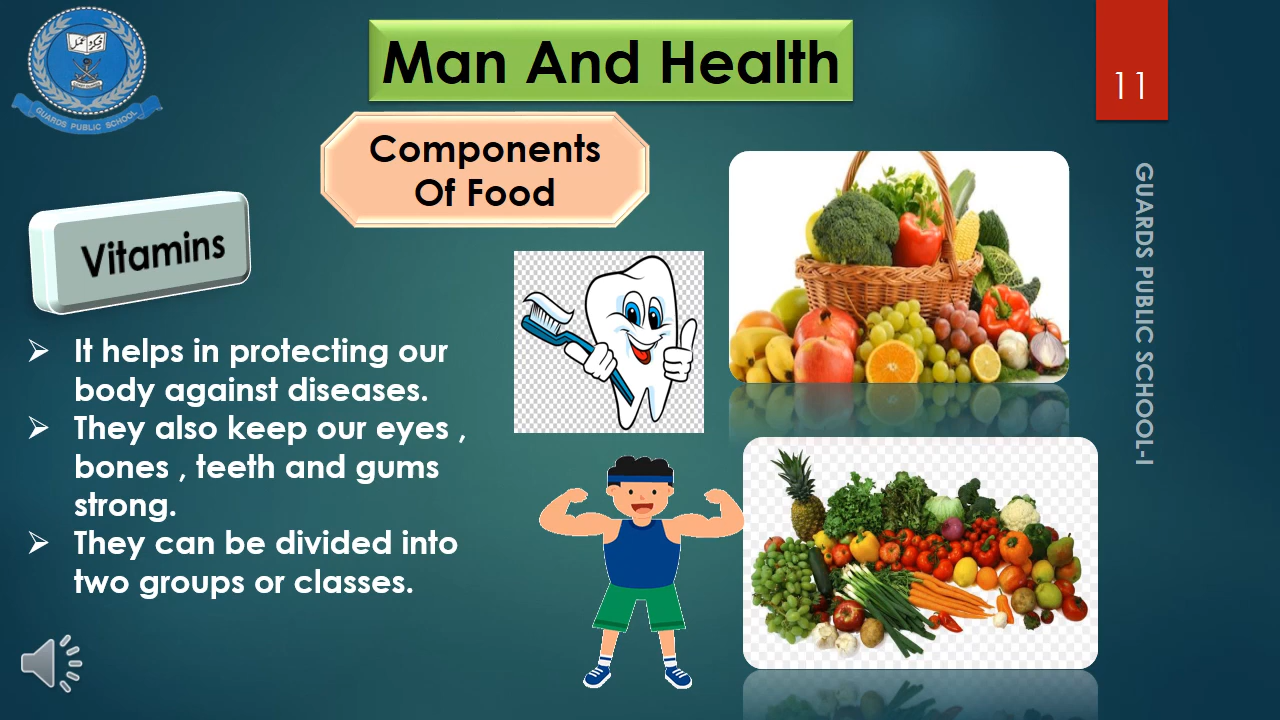 Man And Health
11
Components
Of Food
Vitamins
➢ It helps in protecting our
body against diseases.
➢ They also keep our eyes ,
bones , teeth and gums
strong.
➢ They can be divided into
two groups or classes.
GUARDS PUBLIC SCHOOL
GUARDS PUBLIC SCHOOL-I